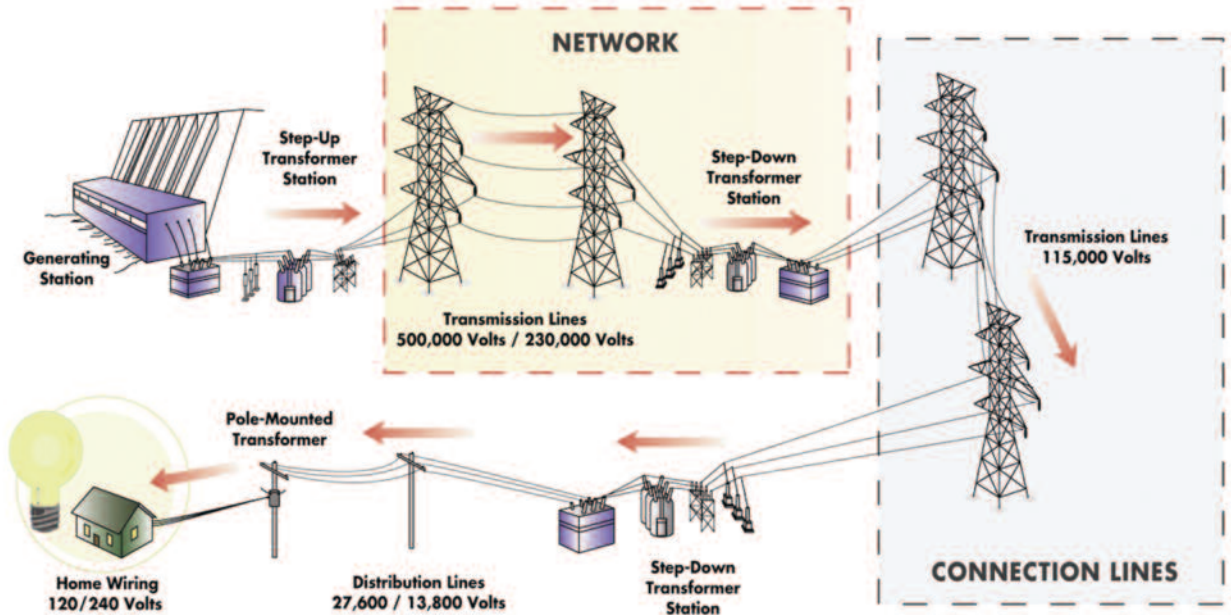 NETWORK
Step-Up
Transformer
Station
Generating
Station
Transmission Lines
500,000 Volts / 230,000 Volts
Step-Down
Transformer
Station
Transmission Lines
115,000 Volts
CONNECTION LINES
Step-Down
Transformer
Station
Distribution Lines
27,600 / 13,800 Volts
Pole-Mounted
Transformer
Home Wiring
120/240 Volts